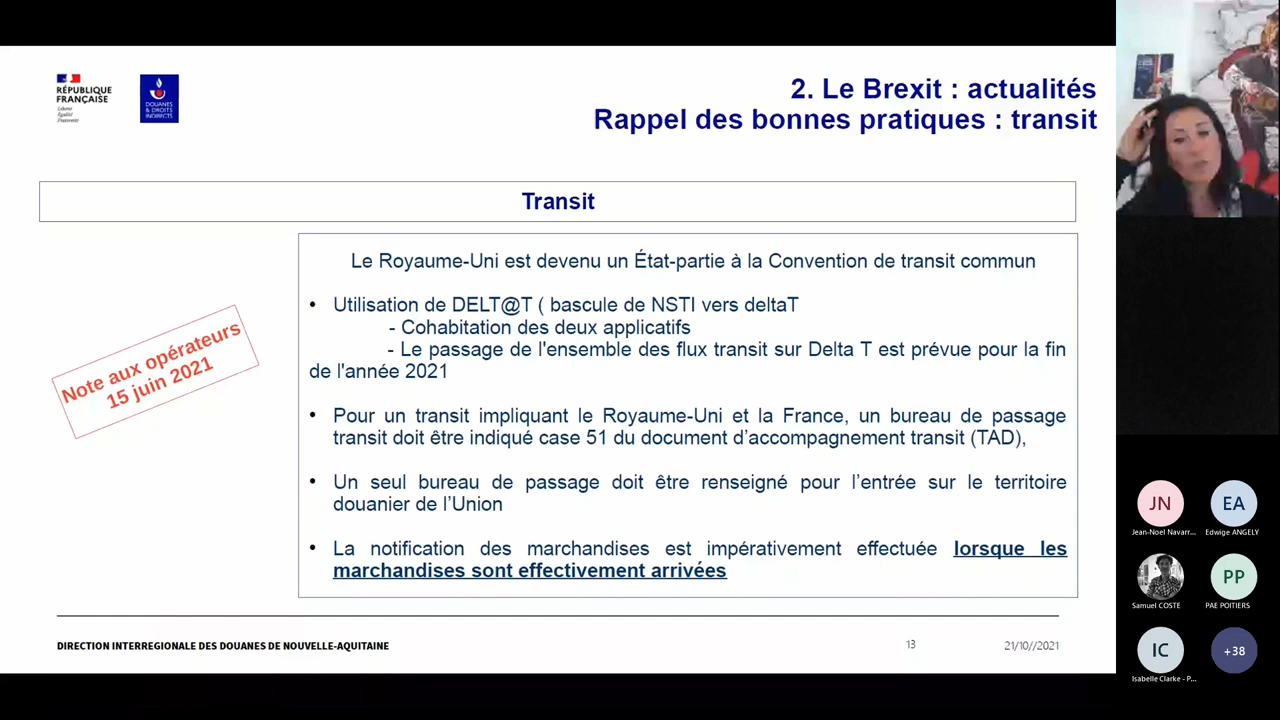 RÉPUBLIQUE
FRANÇAISE
Liberté
Égalité
Fraternité
DOUANES
& DROITS
INDIRECTS
2. Le Brexit : actualités
Rappel des bonnes pratiques : transit
Transit
Note aux opérateurs
15 juin 2021
Le Royaume-Uni est devenu un État-partie à la Convention de transit commun
• Utilisation de DELT@T ( bascule de NSTI vers deltaT
- Cohabitation des deux applicatifs
- Le passage de l'ensemble des flux transit sur Delta T est prévue pour la fin
de l'année 2021
• Pour un transit impliquant le Royaume-Uni et la France, un bureau de passage
transit doit être indiqué case 51 du document d’accompagnement transit (TAD),
• Un seul bureau de passage doit être renseigné pour l’entrée sur le territoire
douanier de l’Union
• La notification des marchandises est impérativement effectuée lorsque les
marchandises sont effectivement arrivées
DIRECTION INTERREGIONALE DES DOUANES DE NOUVELLE-AQUITAINE
13
21/10//2021
JN
Jean-Noel Navarr...
EA
Edwige ANGELY
Samuel COSTE
PP
PAE POITIERS
IC
Isabelle Clarke - P...
+38